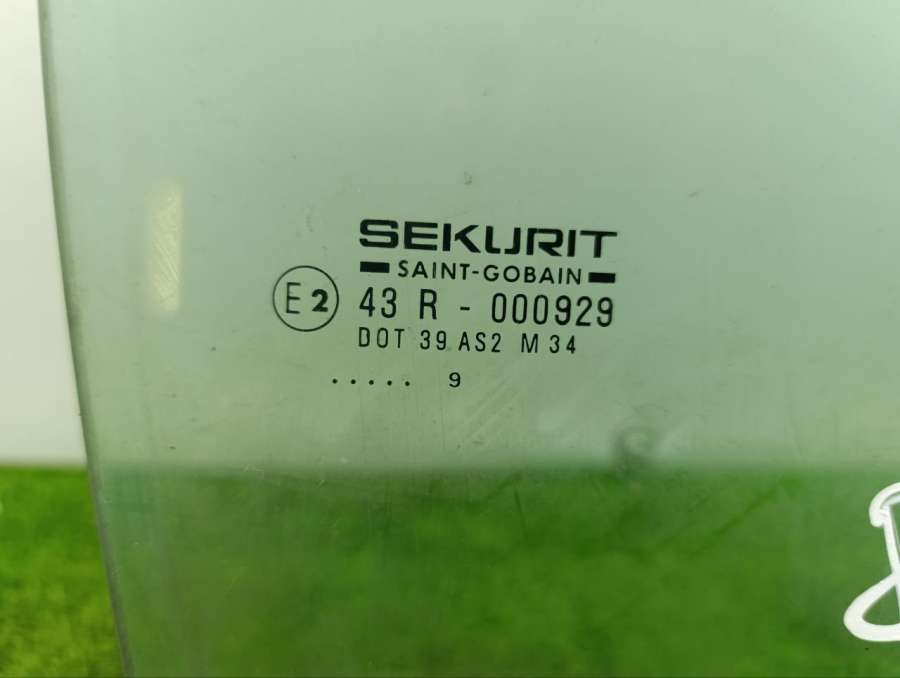 SEKURIT
SAINT-GOBAIN
E2 43 R - 000929
DOT 39 AS2 M 34
..... 9